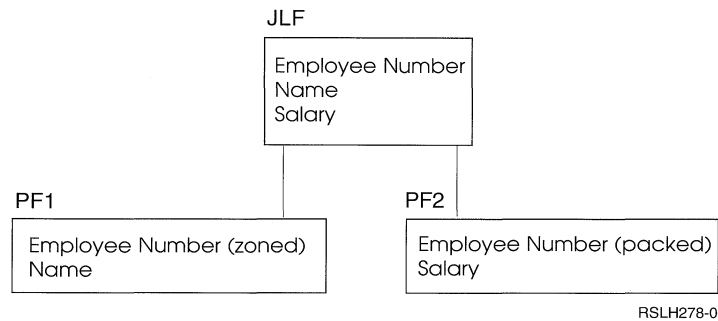 JLF
Employee Number
Name
Salary
PF1
Employee Number (zoned)
Name
PF2
Employee Number (packed)
Salary
RSLH278-0